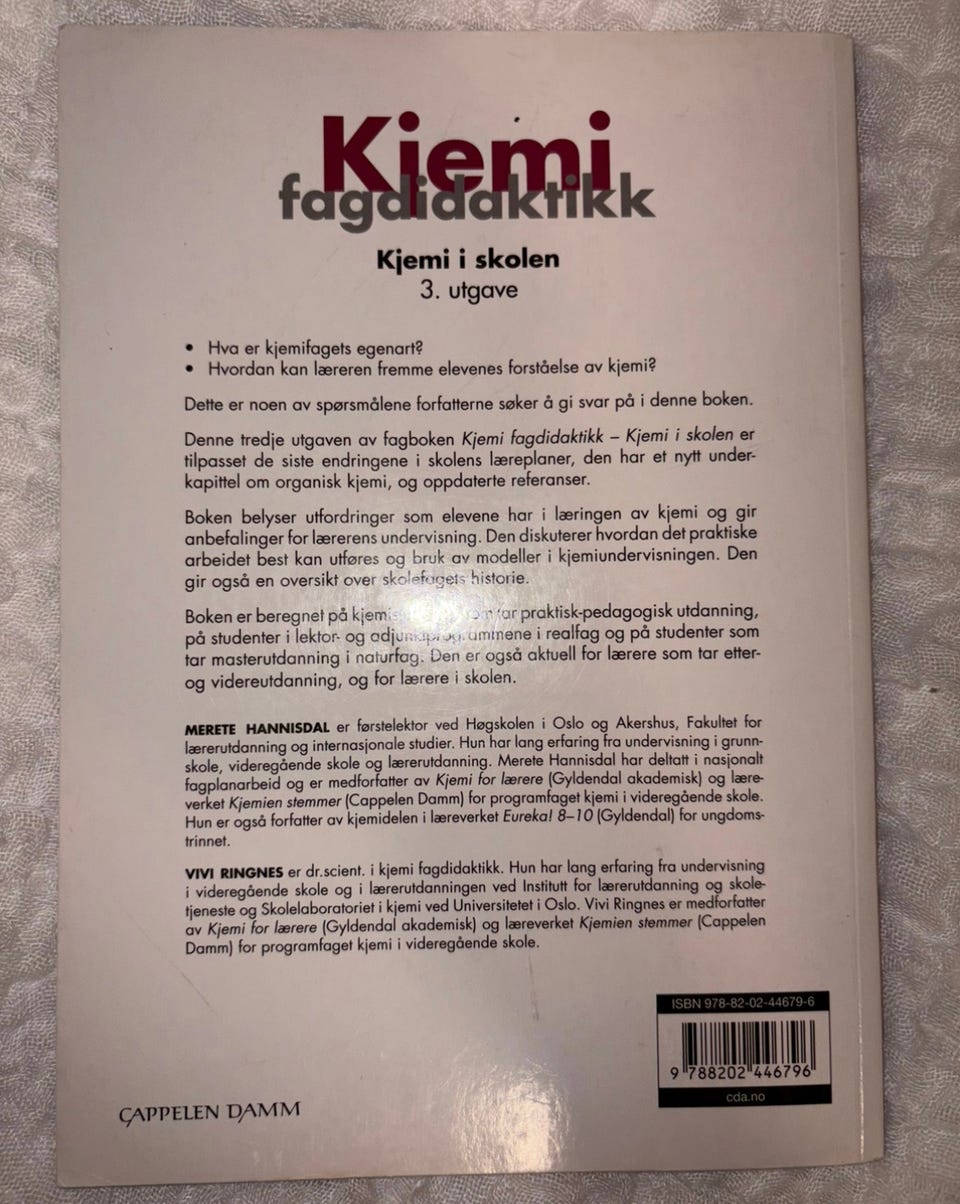 Kjemi
fagdidaktikk
Kjemi i skolen
3. utgave
• Hva er kjemifagets egenart?
• Hvordan kan læreren fremme elevenes forståelse av kjemi?
Dette er noen av spørsmålene forfatterne søker å gi svar på i denne boken.
Denne tredje utgaven av fagboken Kjemi fagdidaktikk – Kjemi i skolen er
tilpasset de siste endringene i skolens læreplaner, den har et nytt under-
kapittel om organisk kjemi, og oppdaterte referanser.
Boken belyser utfordringer som elevene har i læringen av kjemi og gir
anbefalinger for lærerens undervisning. Den diskuterer hvordan det praktiske
arbeidet best kan utføres og bruk av modeller i kjemiundervisningen. Den
gir også en oversikt over skolefagets historie.
Boken er beregnet på tar praktisk-pedagogisk utdanning,
på studenter i lektor- og i realfag og på studenter som
tar masterutdanning i naturfag. Den er også aktuell for lærere som tar etter-
og videreutdanning, og for lærere i skolen.
MERETE HANNISDAL er førstelektor ved Høgskolen i Oslo og Akershus, Fakultet for
lærerutdanning og internasjonale studier. Hun har lang erfaring fra undervisning i grunn-
skole, videregående skole og lærerutdanning. Merete Hannisdal har deltatt i nasjonalt
fagplanarbeid og er medforfatter av Kjemi for lærere (Gyldendal akademisk) og lære-
verket Kjemien stemmer (Cappelen Damm) for programfaget kjemi i videregående skole.
Hun er også forfatter av kjemidelen i læreverket Eureka! 8–10 (Gyldendal) for ungdoms-
trinnet.
VIVI RINGNES er dr.scient. i kjemi fagdidaktikk. Hun har lang erfaring fra undervisning
i videregående skole og i lærerutdanningen ved Institutt for lærerutdanning og skole-
tjeneste og Skolelaboratoriet i kjemi ved Universitetet i Oslo. Vivi Ringnes er medforfatter
av Kjemi for lærere (Gyldendal akademisk) og læreverket Kjemien stemmer (Cappelen
Damm) for programfaget kjemi i videregående skole.
ISBN 978-82-02-44679-6
9 788202 446796
cda.no
CAPPELEN DAMM